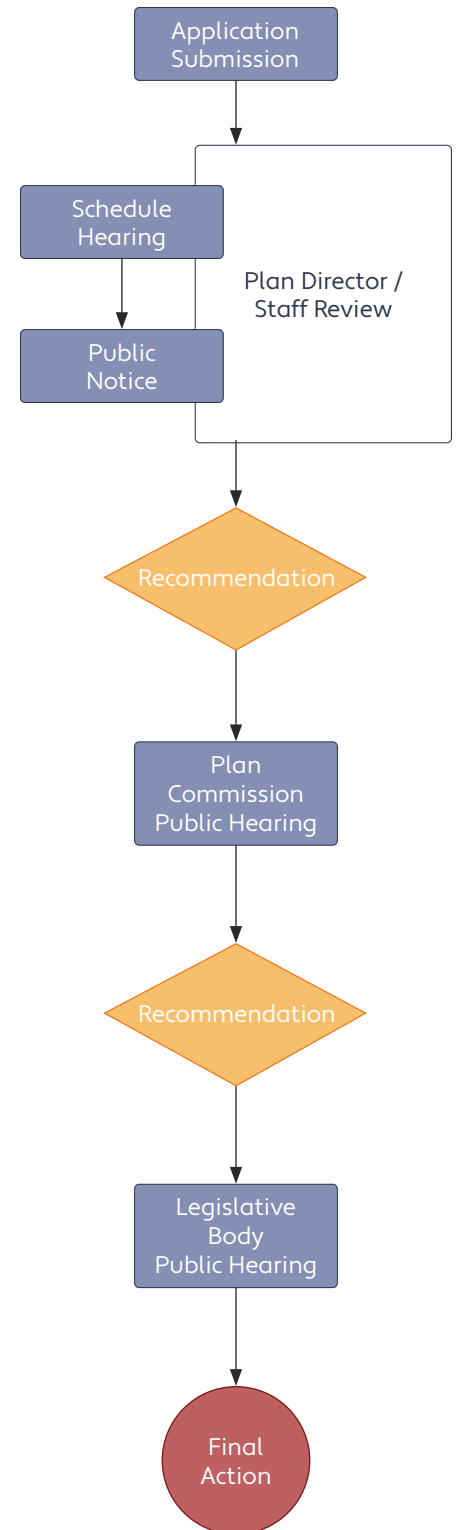 Application
Submission
Schedule
Hearing
Plan Director /
Staff Review
Public
Notice
Recommendation
Plan
Commission
Public Hearing
Recommendation
Legislative
Body
Public Hearing
Final
Action